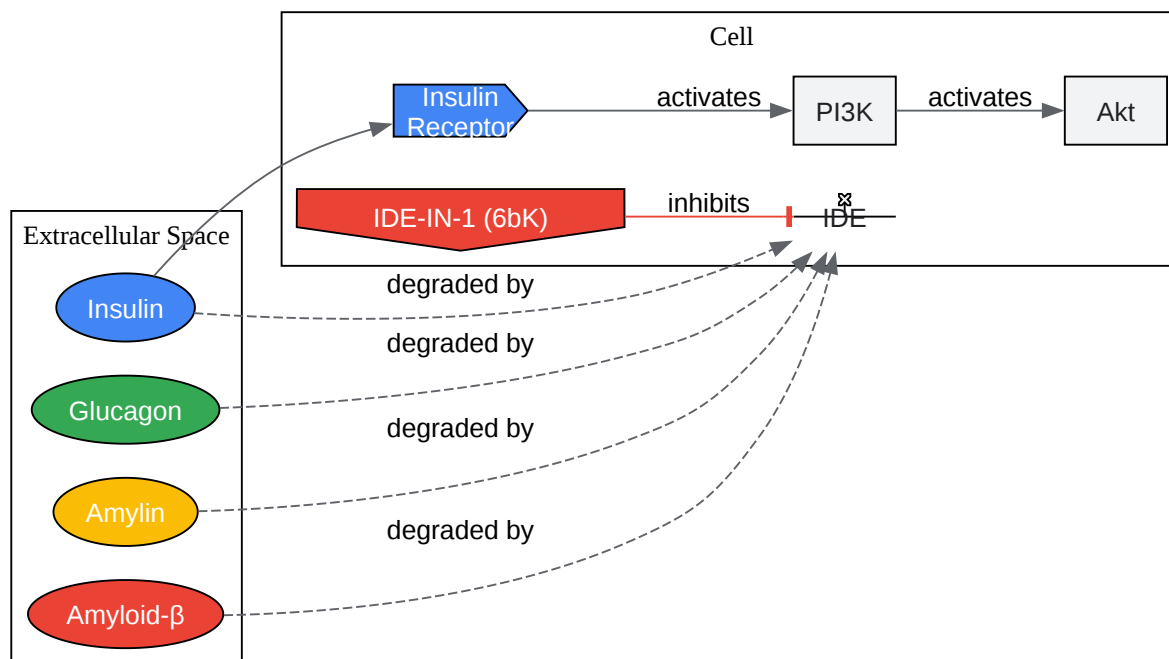 Cell
Insulin
Receptor
activates
PI3K
activates
Akt
IDE-IN-1 (6bK)
inhibits
IDE
Extracellular Space
Insulin
degraded by
Glucagon
degraded by
Amylin
degraded by
Amyloid-β
degraded by